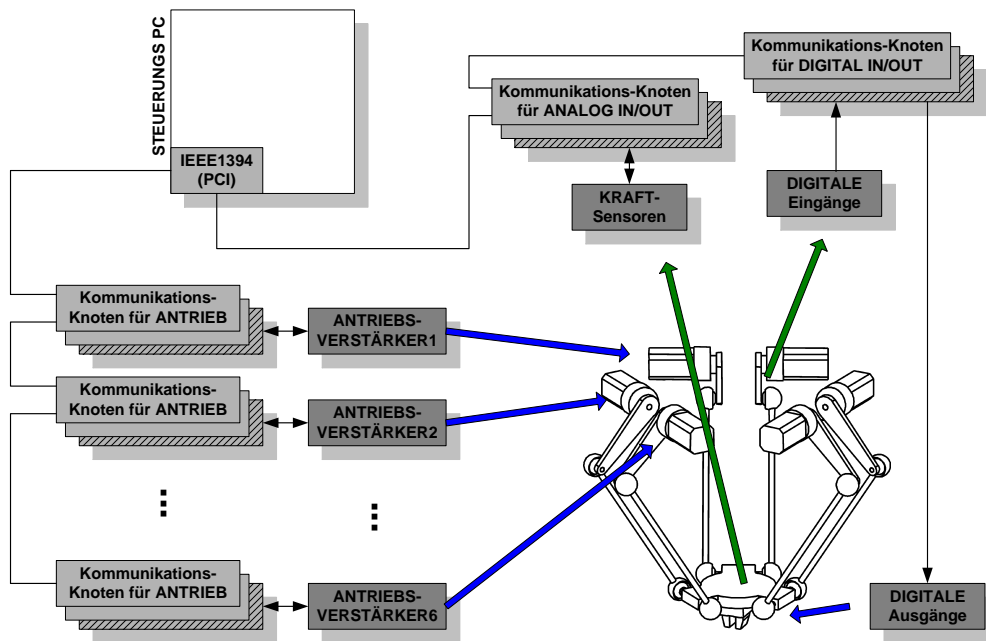 STEUERUNGS PC
IEEE1394
(PCI)
Kommunikations-Knoten
für ANALOG IN/OUT
Kommunikations-Knoten
für DIGITAL IN/OUT
KRAFT-
Sensoren
DIGITALE
Eingänge
Kommunikations-
Knoten für ANTRIEB
ANTRIEBS-
VERSTÄRKER1
Kommunikations-
Knoten für ANTRIEB
ANTRIEBS-
VERSTÄRKER2
Kommunikations-
Knoten für ANTRIEB
ANTRIEBS-
VERSTÄRKER6
DIGITALE
Ausgänge